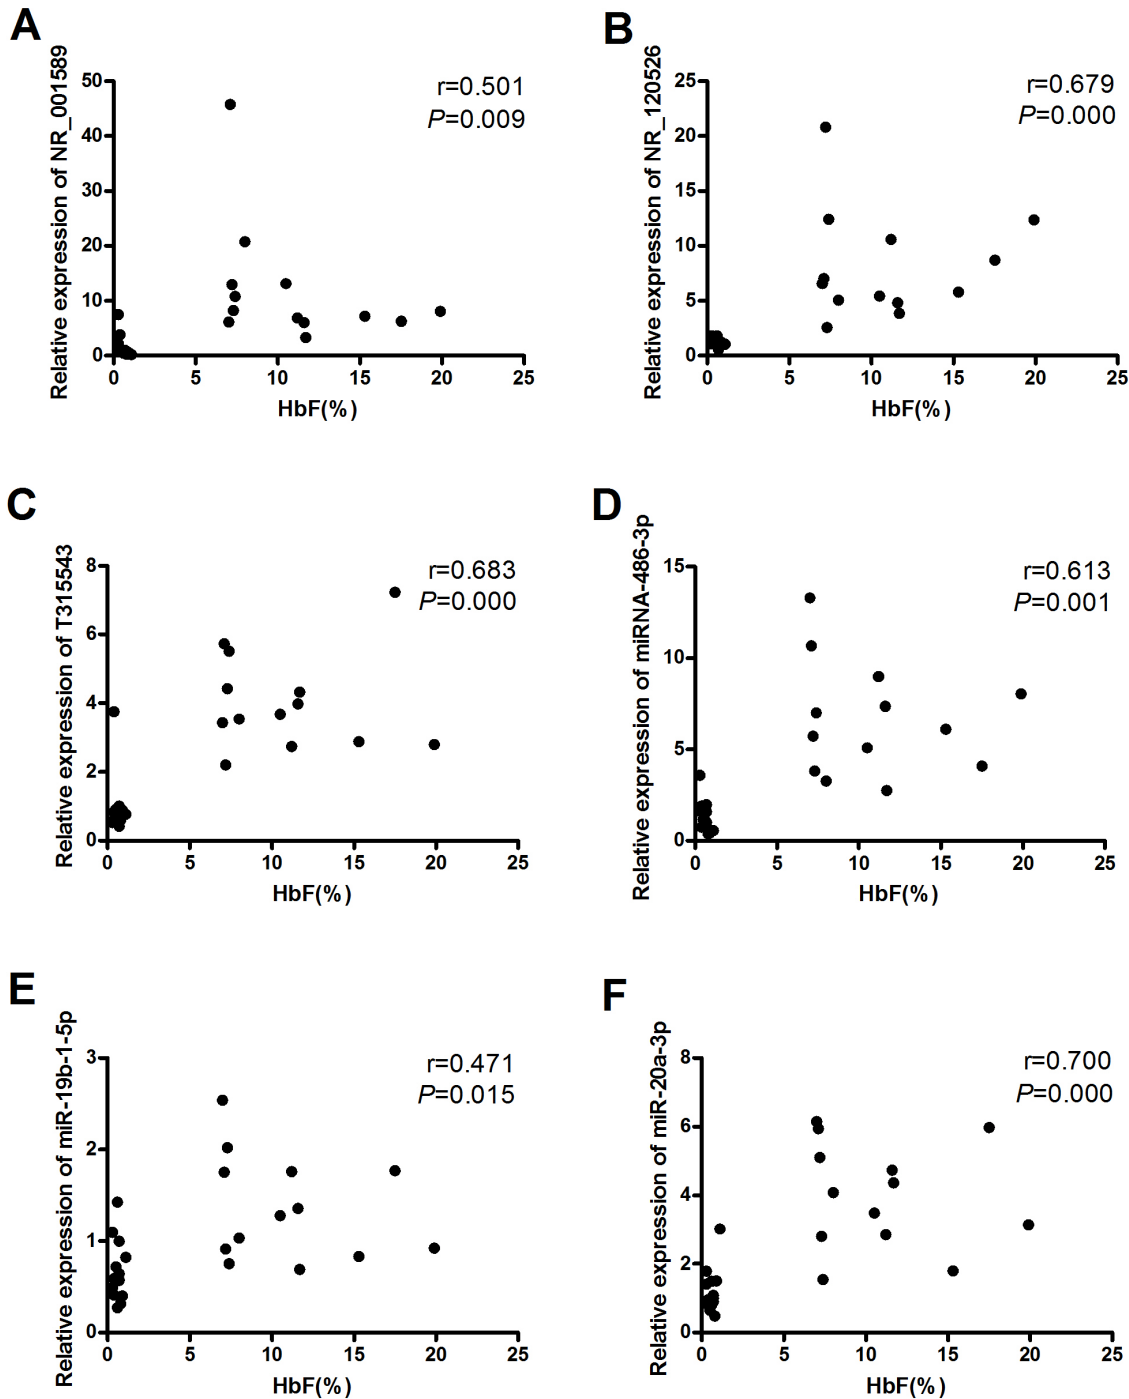 A
Relative expression of NR_001589
r=0.501
P=0.009
50
40
30
20
10
0
0 5 10 15 20 25
HbF(%)
B
Relative expression of NR_120526
r=0.679
P=0.000
25
20
15
10
5
0
0 5 10 15 20 25
HbF(%)
C
Relative expression of T315543
r=0.683
P=0.000
8
6
4
2
0
0 5 10 15 20 25
HbF(%)
D
Relative expression of miRNA-486-3p
r=0.613
P=0.001
15
10
5
0
0 5 10 15 20 25
HbF(%)
E
Relative expression of miR-19b-1-5p
r=0.471
P=0.015
3
2
1
0
0 5 10 15 20 25
HbF(%)
F
Relative expression of miR-20a-3p
r=0.700
P=0.000
8
6
4
2
0
0 5 10 15 20 25
HbF(%)